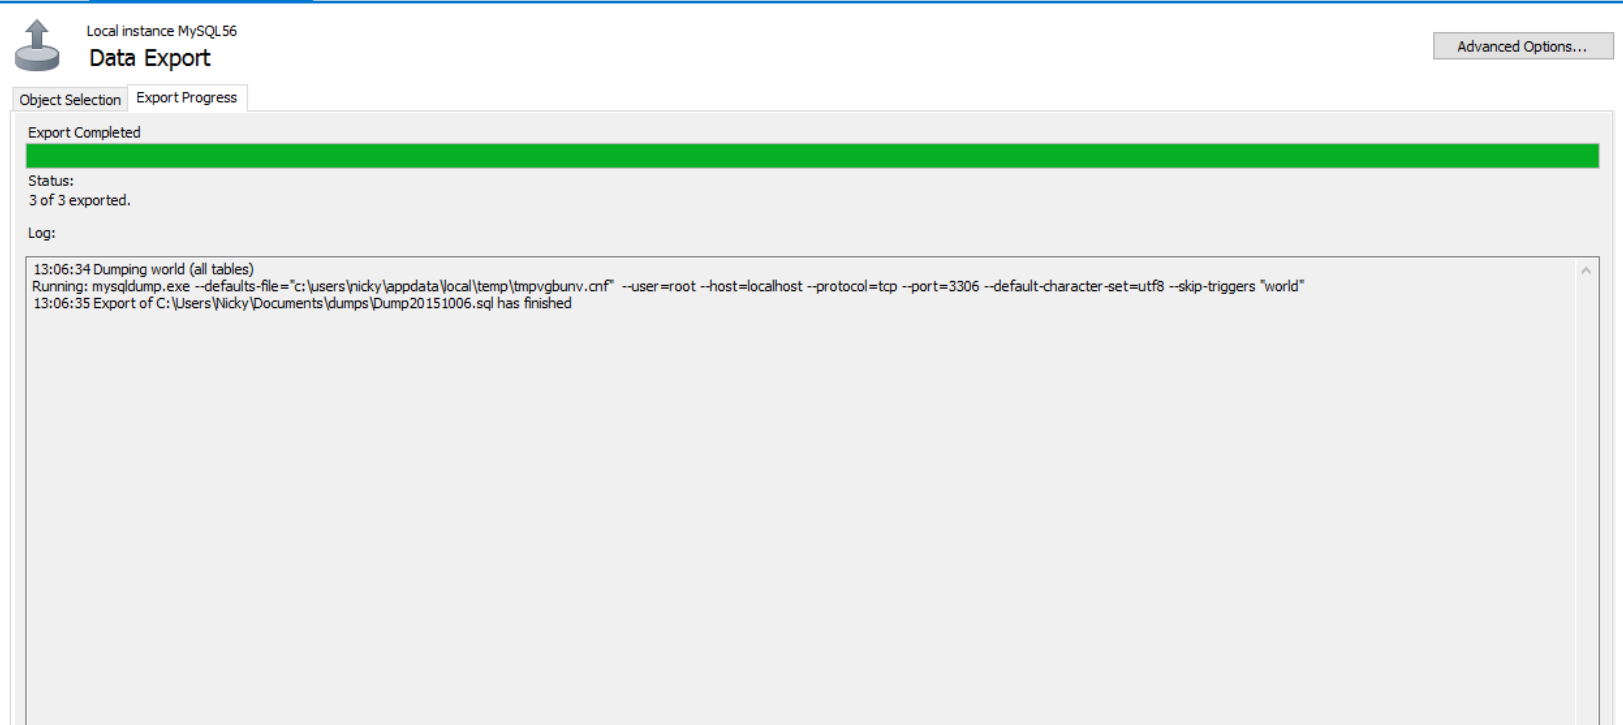 Local instance MySQL56
Data Export
Advanced Options...
Object Selection
Export Progress
Export Completed
Status:
3 of 3 exported.
Log:
13:06:34 Dumping world (all tables)
Running: mysqldump.exe --defaults-file="c:\users\nicky\appdata\local\temp\tmpvgbunv.cnf"  --user=root --host=localhost --protocol=tcp --port=3306 --default-character-set=utf8 --skip-triggers "world"
13:06:35 Export of C:\Users\Nicky\Documents\dumps\Dump20151006.sql has finished